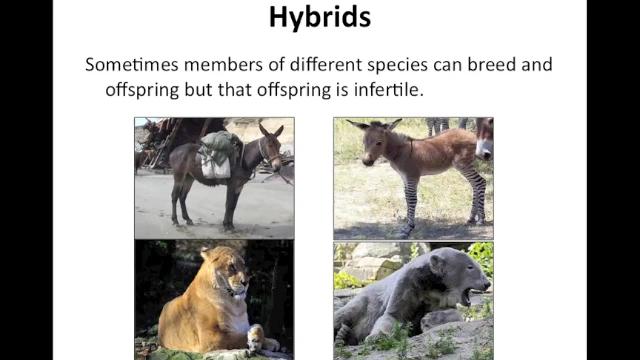 Hybrids
Sometimes members of different species can breed and
offspring but that offspring is infertile.